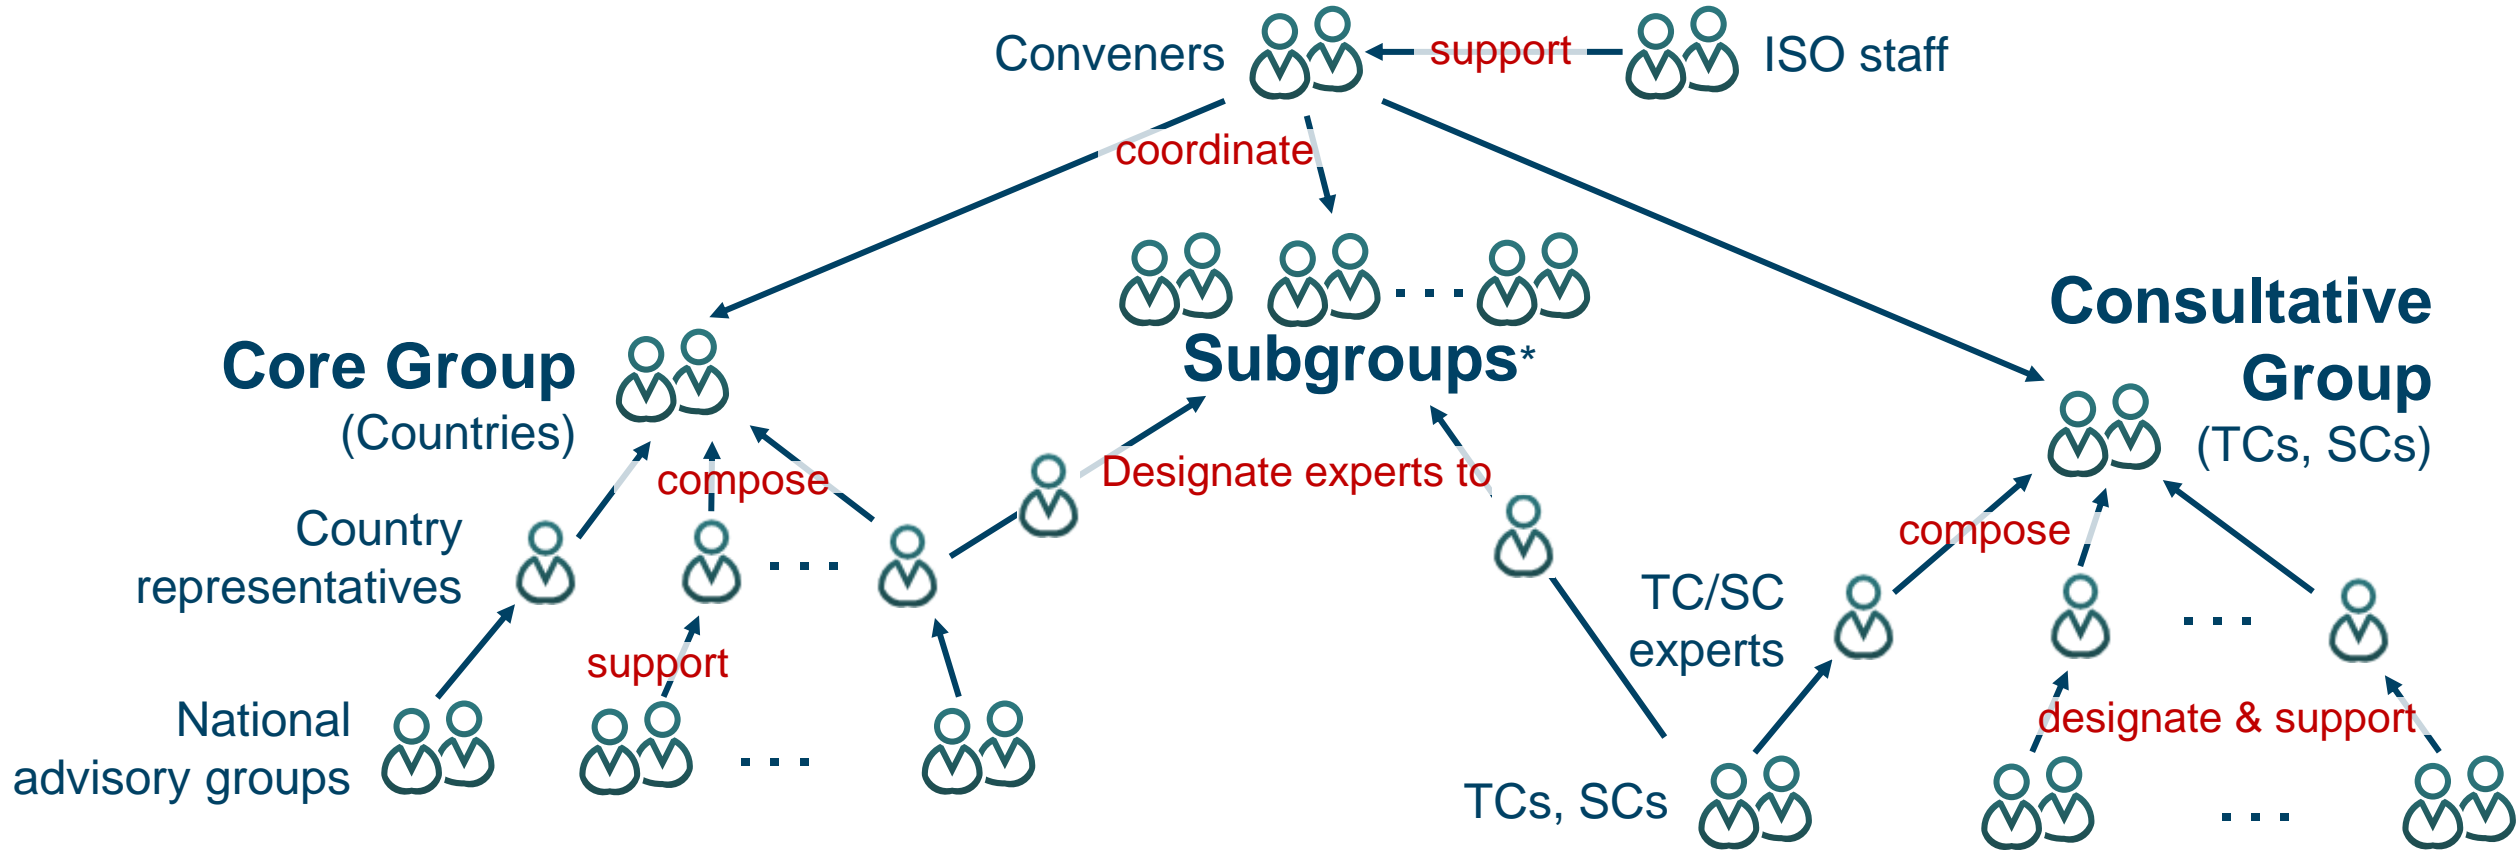 Conveners
support
ISO staff
coordinate
Subgroups*
Core Group
(Countries)
Consultative
Group
(TCs, SCs)
compose
Designate experts to
compose
Country
representatives
TC/SC
experts
support
designate & support
National
advisory groups
TCs, SCs